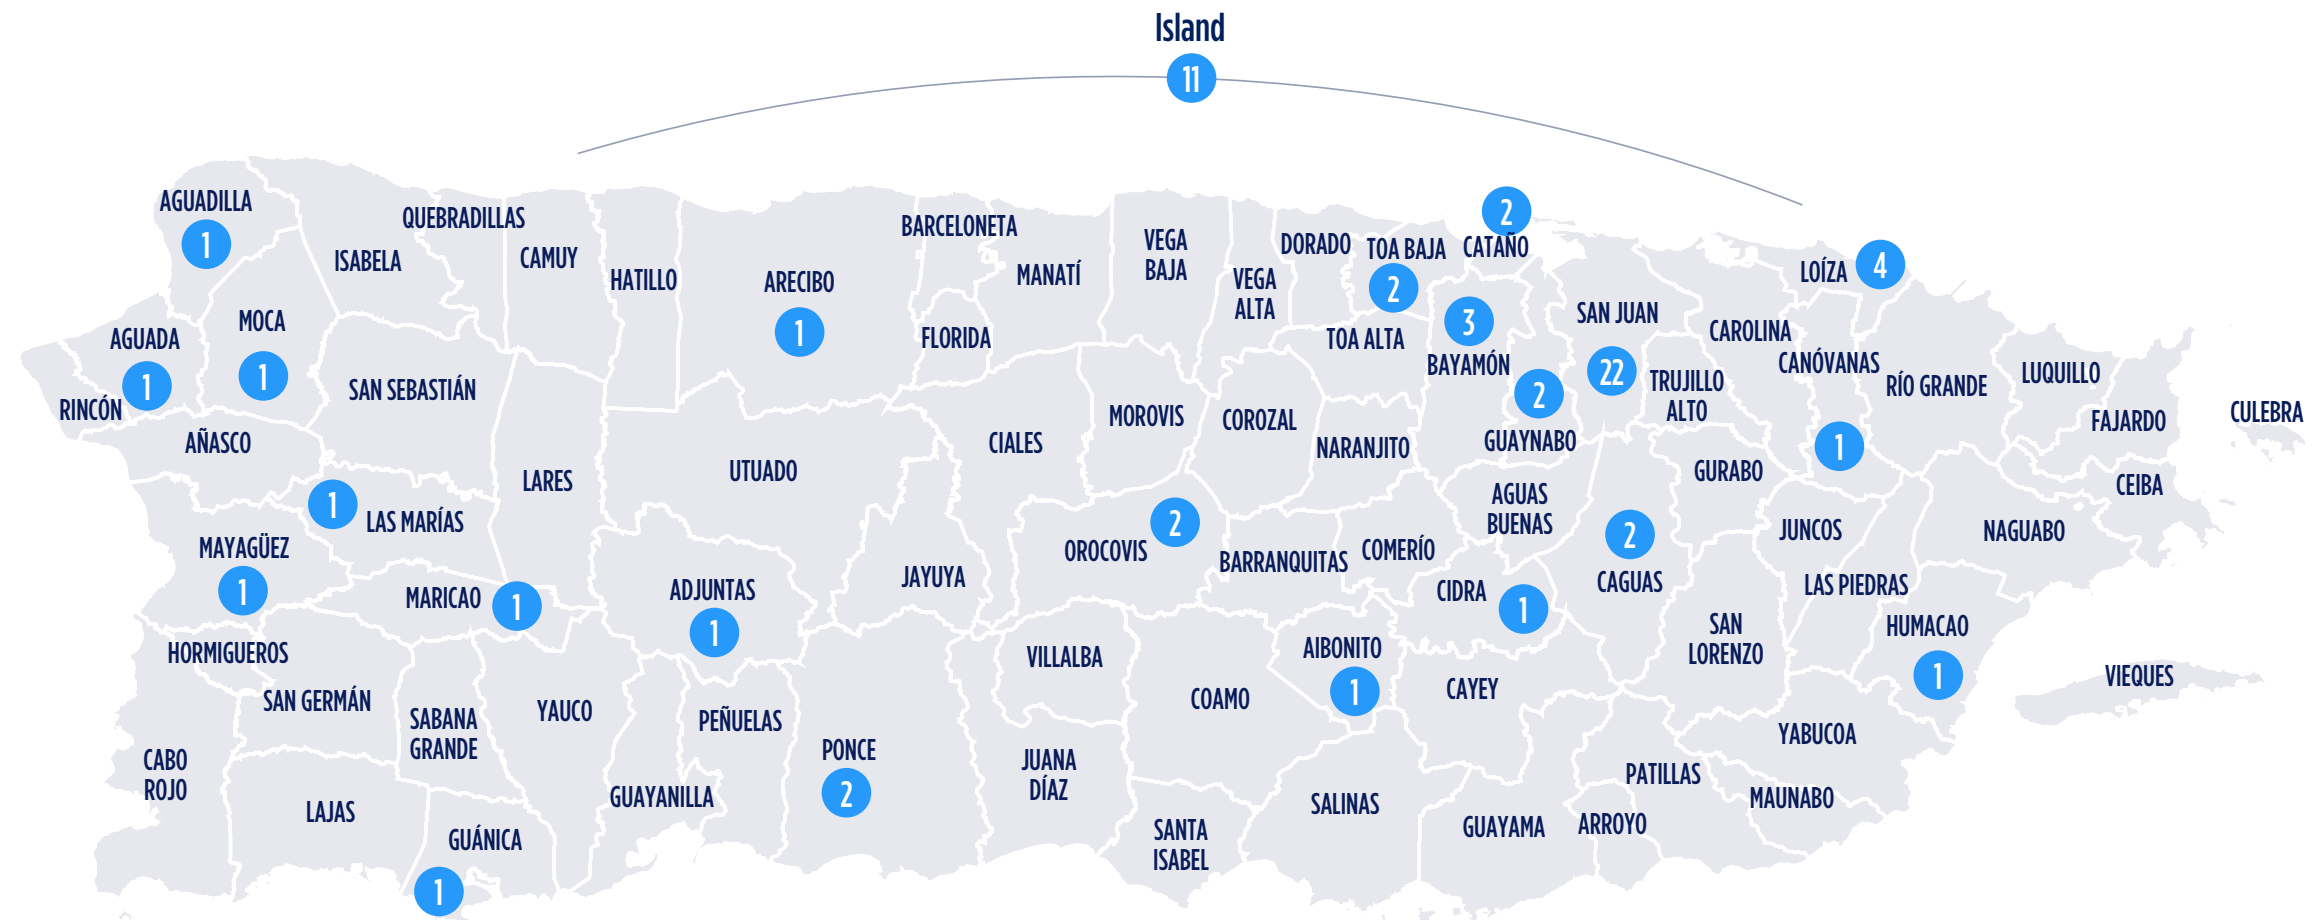 Island
11
AGUADILLA
1
QUEBRADILLAS
ISABELA
CAMUY
HATILLO
ARECIBO
1
BARCELONETA
MANATÍ
FLORIDA
VEGA
BAJA
VEGA
ALTA
DORADO
TOA BAJA
2
CATAÑO
2
TOA ALTA
3
BAYAMÓN
2
GUAYNABO
SAN JUAN
22
CAROLINA
TRUJILLO
ALTO
LOÍZA
4
CANÓVANAS
1
RÍO GRANDE
LUQUILLO
FAJARDO
CULEBRA
CEIBA
MOCA
1
AGUADA
1
RINCÓN
AÑASCO
SAN SEBASTIÁN
LARES
UTUADO
CIALES
MOROVIS
COROZAL
NARANJITO
AGUAS
BUENAS
GURABO
JUNCOS
NAGUABO
1
LAS MARÍAS
MAYAGÜEZ
1
MARICAO
1
ADJUNTAS
1
JAYUYA
OROCOVIS
2
BARRANQUITAS
COMERÍO
CIDRA
1
2
CAGUAS
LAS PIEDRAS
SAN
LORENZO
HUMACAO
1
VIEQUES
HORMIGUEROS
SAN GERMÁN
SABANA
GRANDE
YAUCO
PEÑUELAS
PONCE
2
VILLALBA
COAMO
AIBONITO
1
CAYEY
YABUCOA
CABO
ROJO
LAJAS
GUÁNICA
1
GUAYANILLA
JUANA
DÍAZ
SANTA
ISABEL
SALINAS
GUAYAMA
ARROYO
PATILLAS
MAUNABO